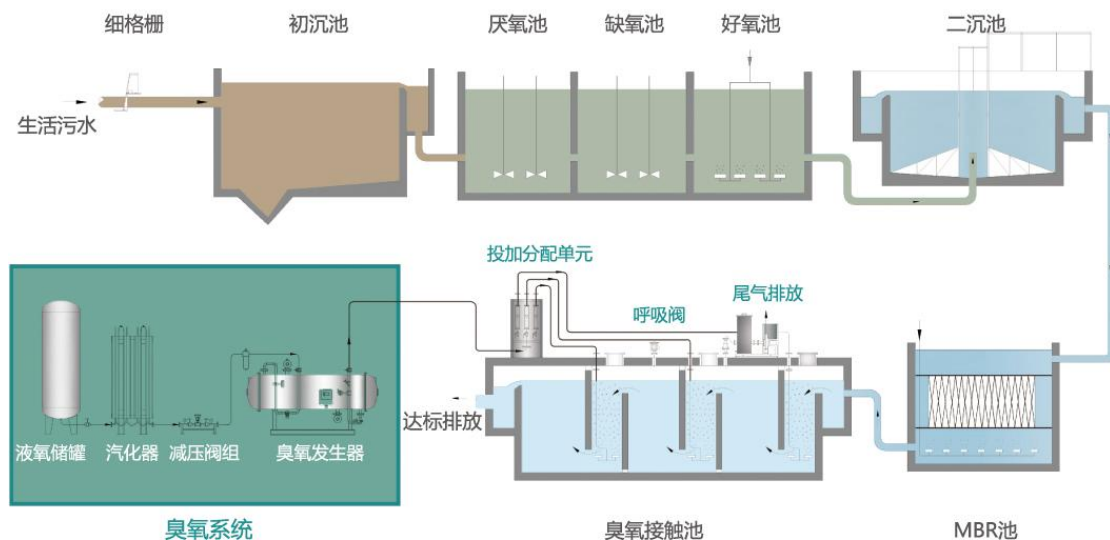 细格栅
初沉池
厌氧池
缺氧池
好氧池
二沉池
生活污水
投加分配单元
呼吸阀
尾气排放
液氧储罐
汽化器
减压阀组
臭氧发生器
达标排放
臭氧系统
臭氧接触池
MBR池